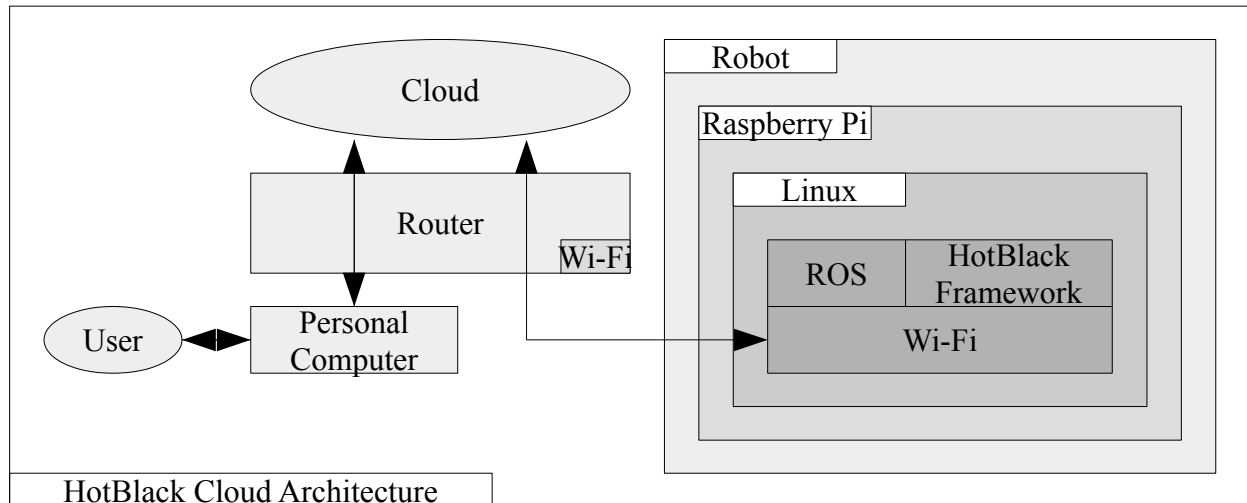 Robot
Cloud
Raspberry Pi
Linux
Router
Wi-Fi
ROS
HotBlack
Framework
User
Personal
Computer
Wi-Fi
HotBlack Cloud Architecture